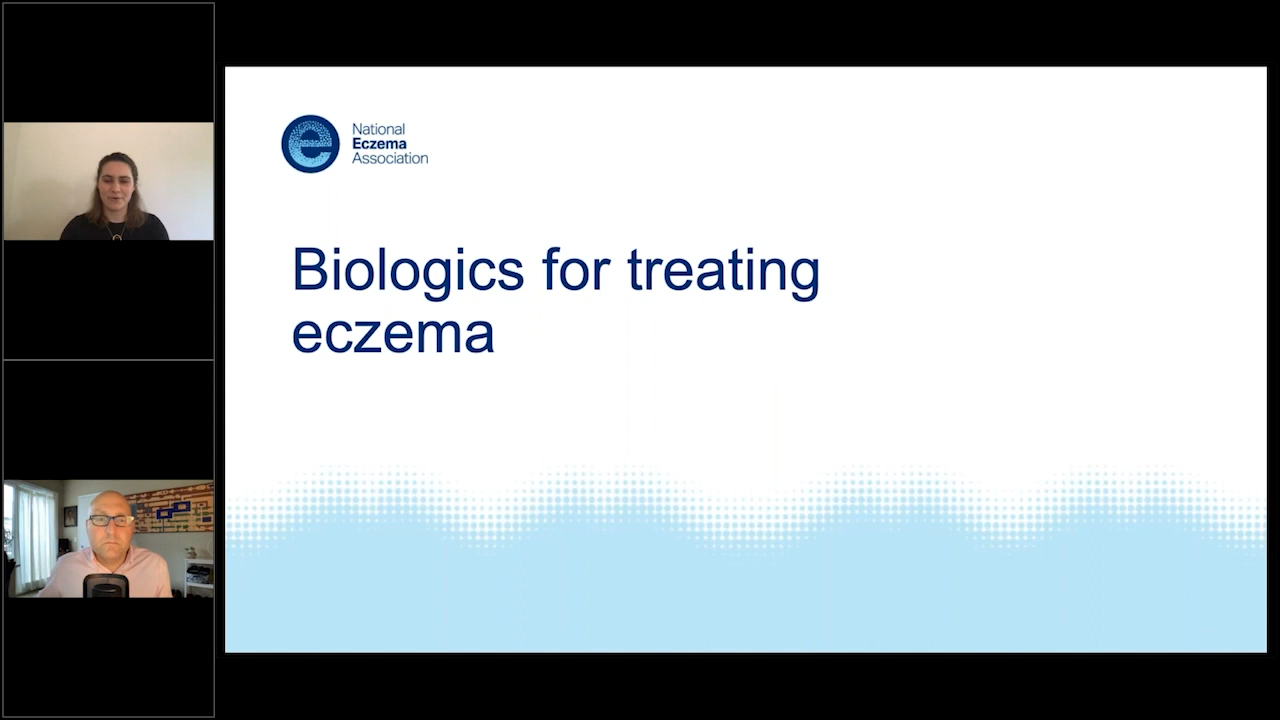 National
Eczema
Association
Biologics for treating
eczema